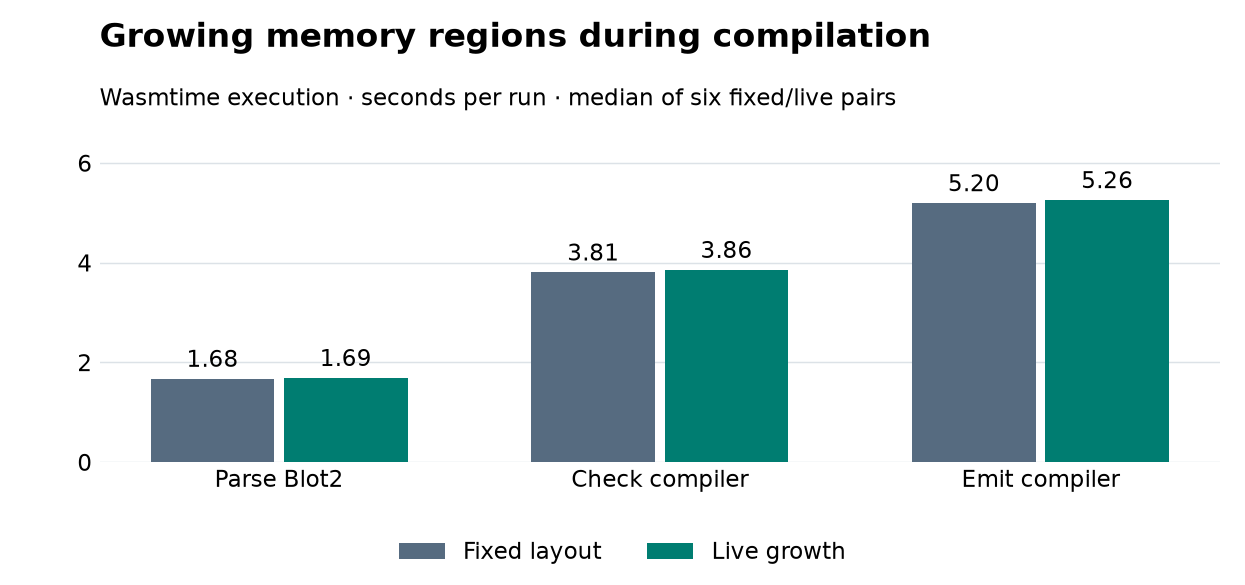 Growing memory regions during compilation
Wasmtime execution · seconds per run · median of six fixed/live pairs
6
5.20 5.26
4
3.81 3.86
2
1.68 1.69
0
Parse Blot2 Check compiler Emit compiler
Fixed layout Live growth